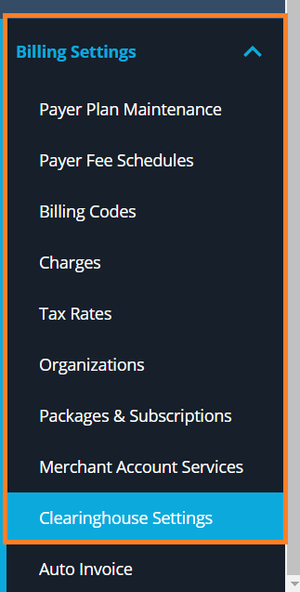 Billing Settings
Payer Plan Maintenance
Payer Fee Schedules
Billing Codes
Charges
Tax Rates
Organizations
Packages & Subscriptions
Merchant Account Services
Clearinghouse Settings
Auto Invoice